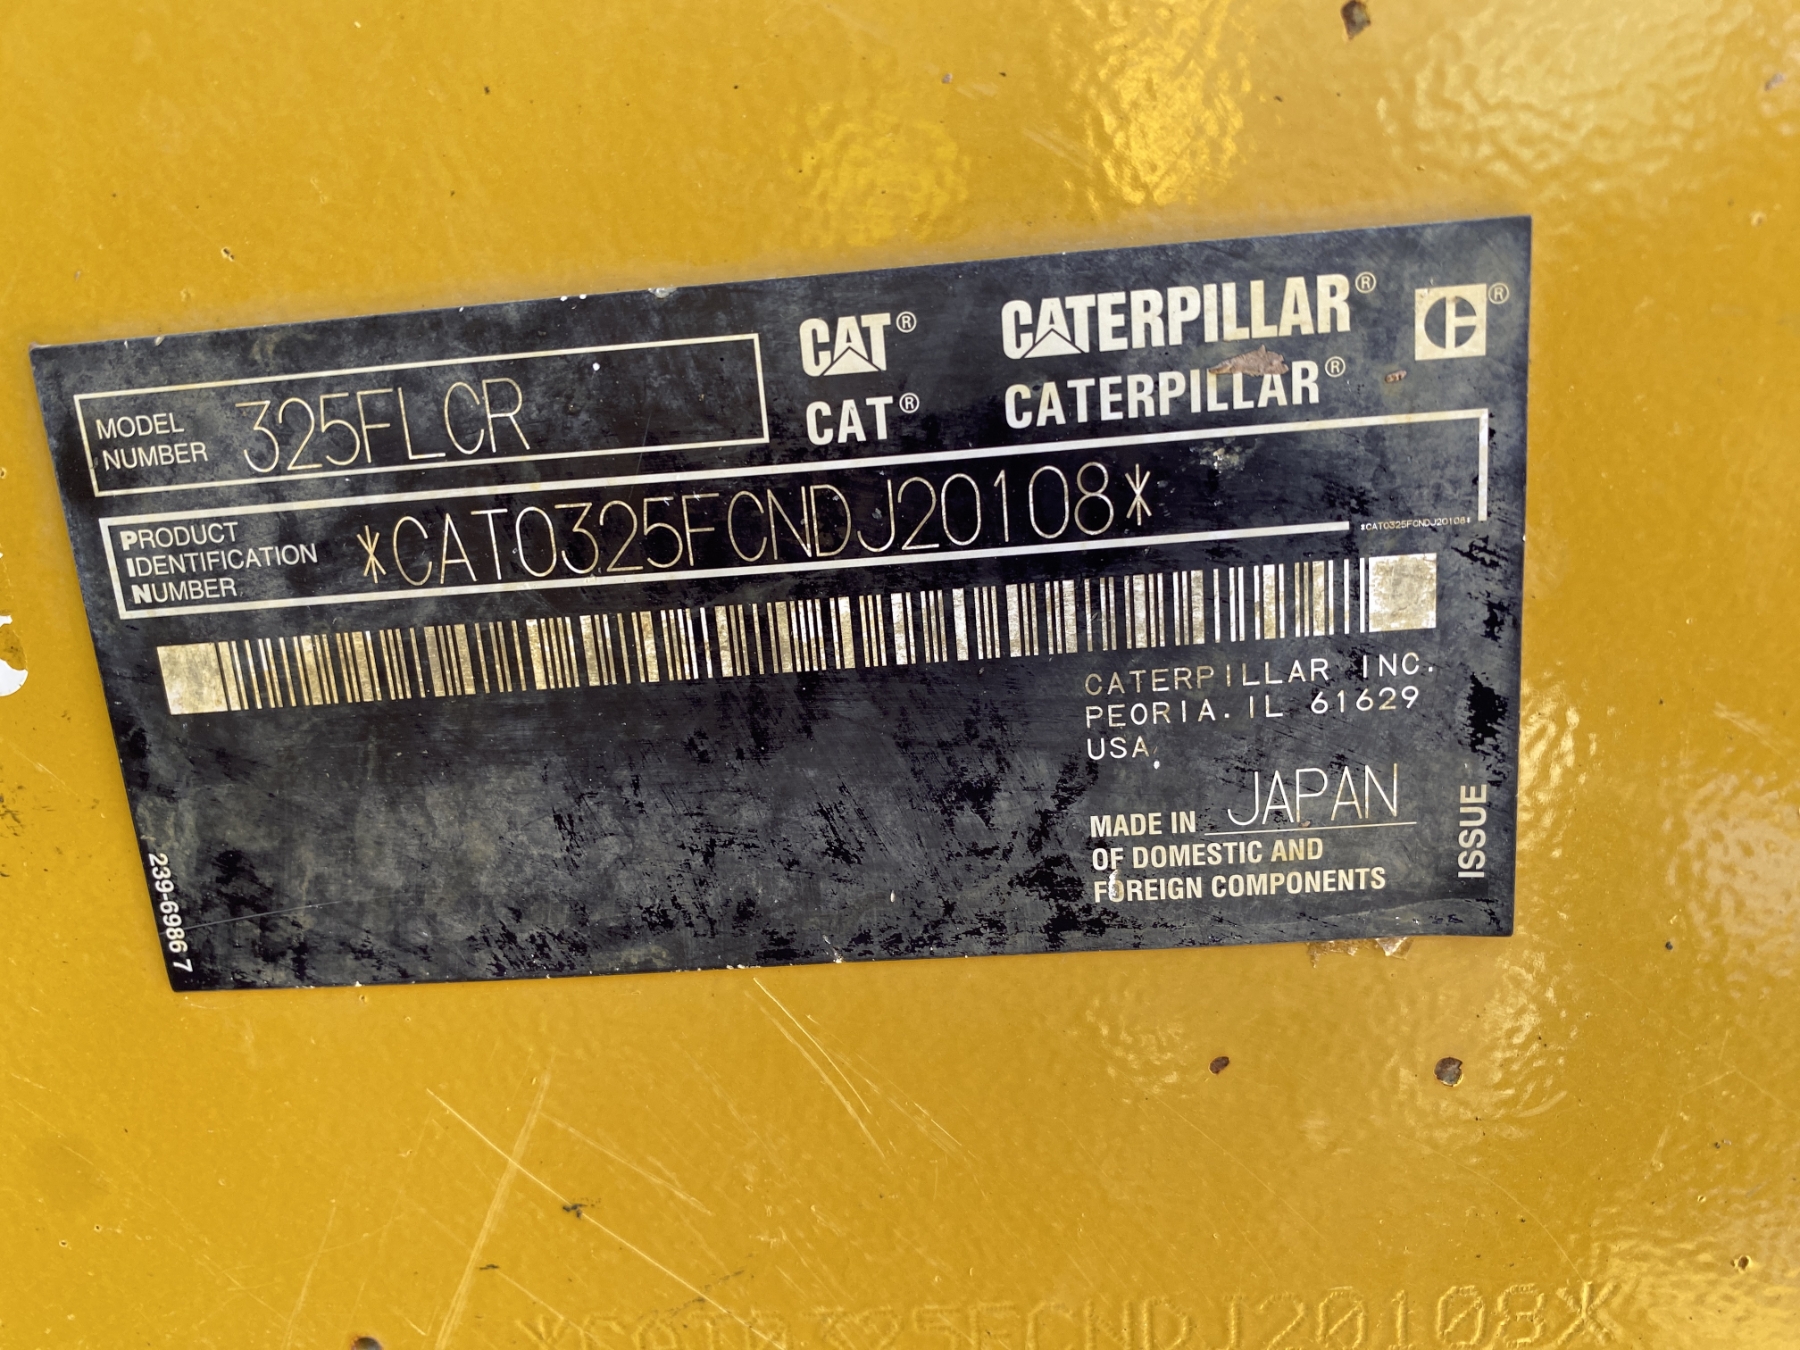 MODEL
NUMBER 325FLCR
CAT® CATERPILLAR® ®
CAT® CATERPILLAR®
PRODUCT
IDENTIFICATION
NUMBER
*CAT0325FCNDJ20108*
*CAT0325FCNDJ20108*
CATERPILLAR INC.
PEORIA. IL 61629
USA
MADE IN JAPAN
OF DOMESTIC AND
FOREIGN COMPONENTS
ISSUE
239-6986 7
*CAT0325FCNDJ20108*